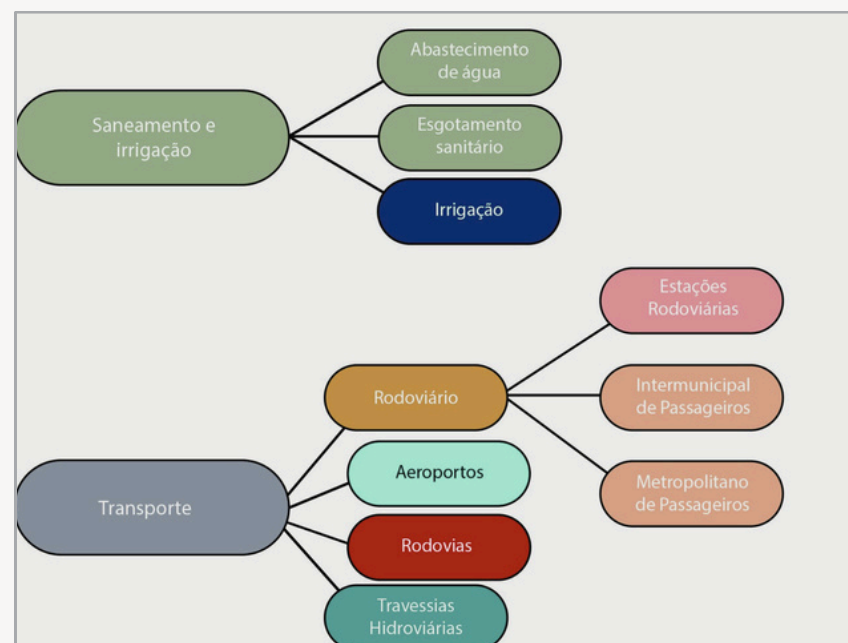 Abastecimento
de água
Saneamento e
irrigação
Esgotamento
sanitário
Irrigação
Estações
Rodoviárias
Rodoviário
Intermunicipal
de Passageiros
Aeroportos
Metropolitano
de Passageiros
Transporte
Rodovias
Travessias
Hidroviárias